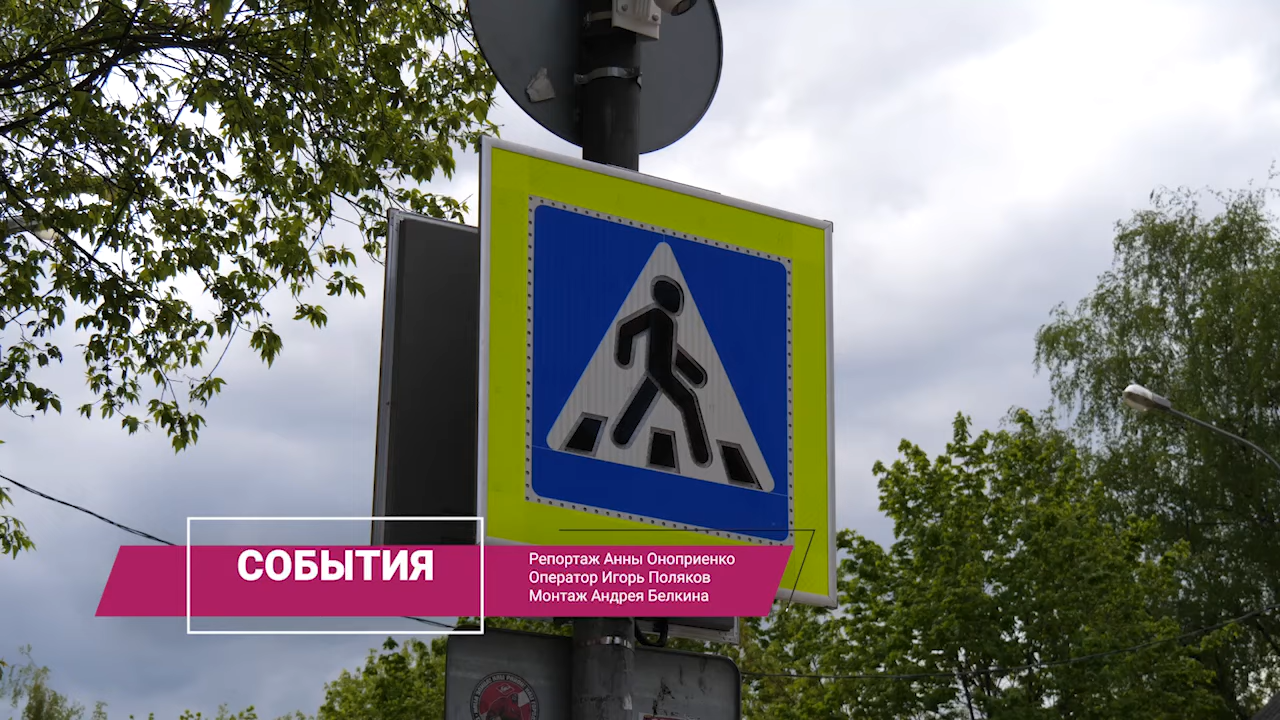 СОБЫТИЯ
Репортаж Анны Оноприенко
Оператор Игорь Поляков
Монтаж Андрея Белкина